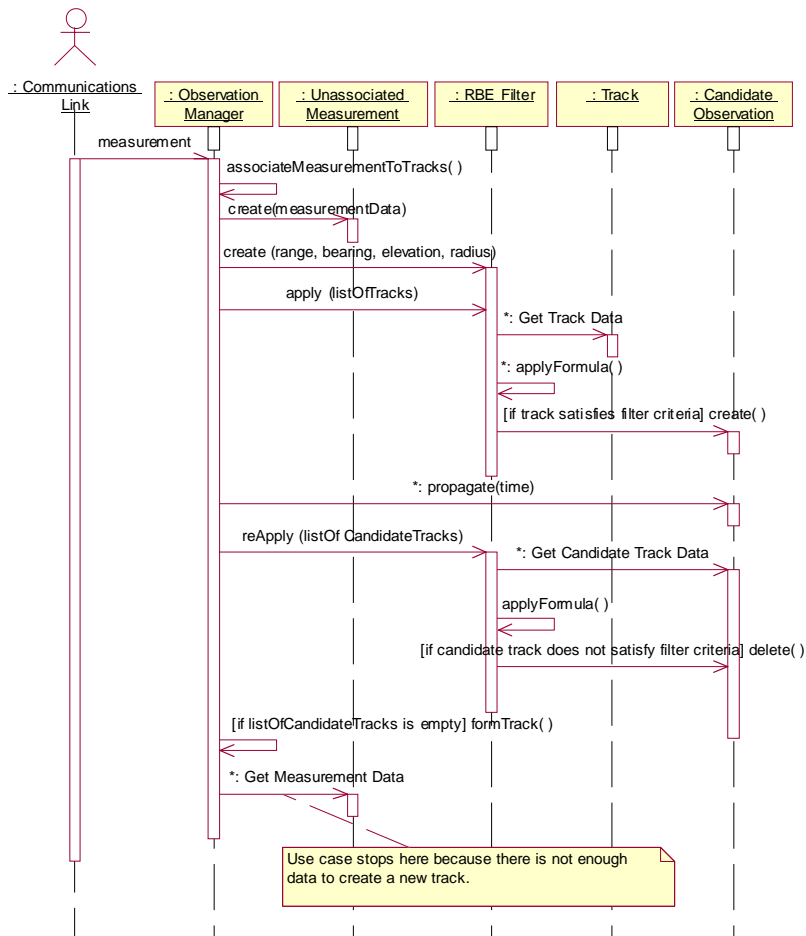 : Communications
Link
: Observation
Manager
: Unassociated
Measurement
: RBE Filter
: Track
: Candidate
Observation
measurement
associateMeasurementToTracks( )
create(measurementData)
create (range, bearing, elevation, radius)
apply (listOfTracks)
*: Get Track Data
*: applyFormula( )
[if track satisfies filter criteria] create( )
*: propagate(time)
reApply (listOf CandidateTracks)
*: Get Candidate Track Data
applyFormula( )
[if candidate track does not satisfy filter criteria] delete( )
[if listOfCandidateTracks is empty] formTrack( )
*: Get Measurement Data
Use case stops here because there is not enough
data to create a new track.